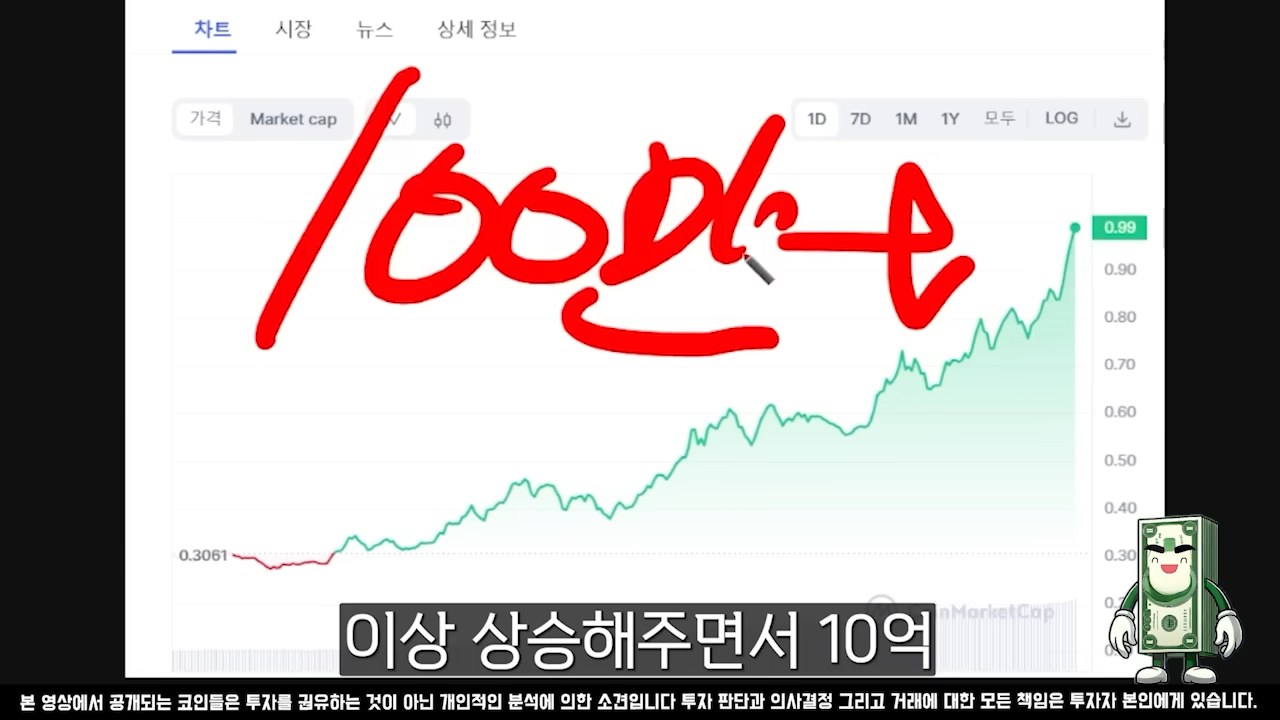 차트 시장 뉴스 상세 정보
가격 Market cap 1D 7D 1M 1Y 모두 LOG
100만
0.99
0.90
0.80
0.70
0.60
0.50
0.40
0.3061 0.30
CoinMarketCap
이상 상승해주면서 10억
본 영상에서 공개되는 코인들은 투자를 권유하는 것이 아닌 개인적인 분석에 의한 소견입니다 투자 판단과 의사결정 그리고 거래에 대한 모든 책임은 투자자 본인에게 있습니다.